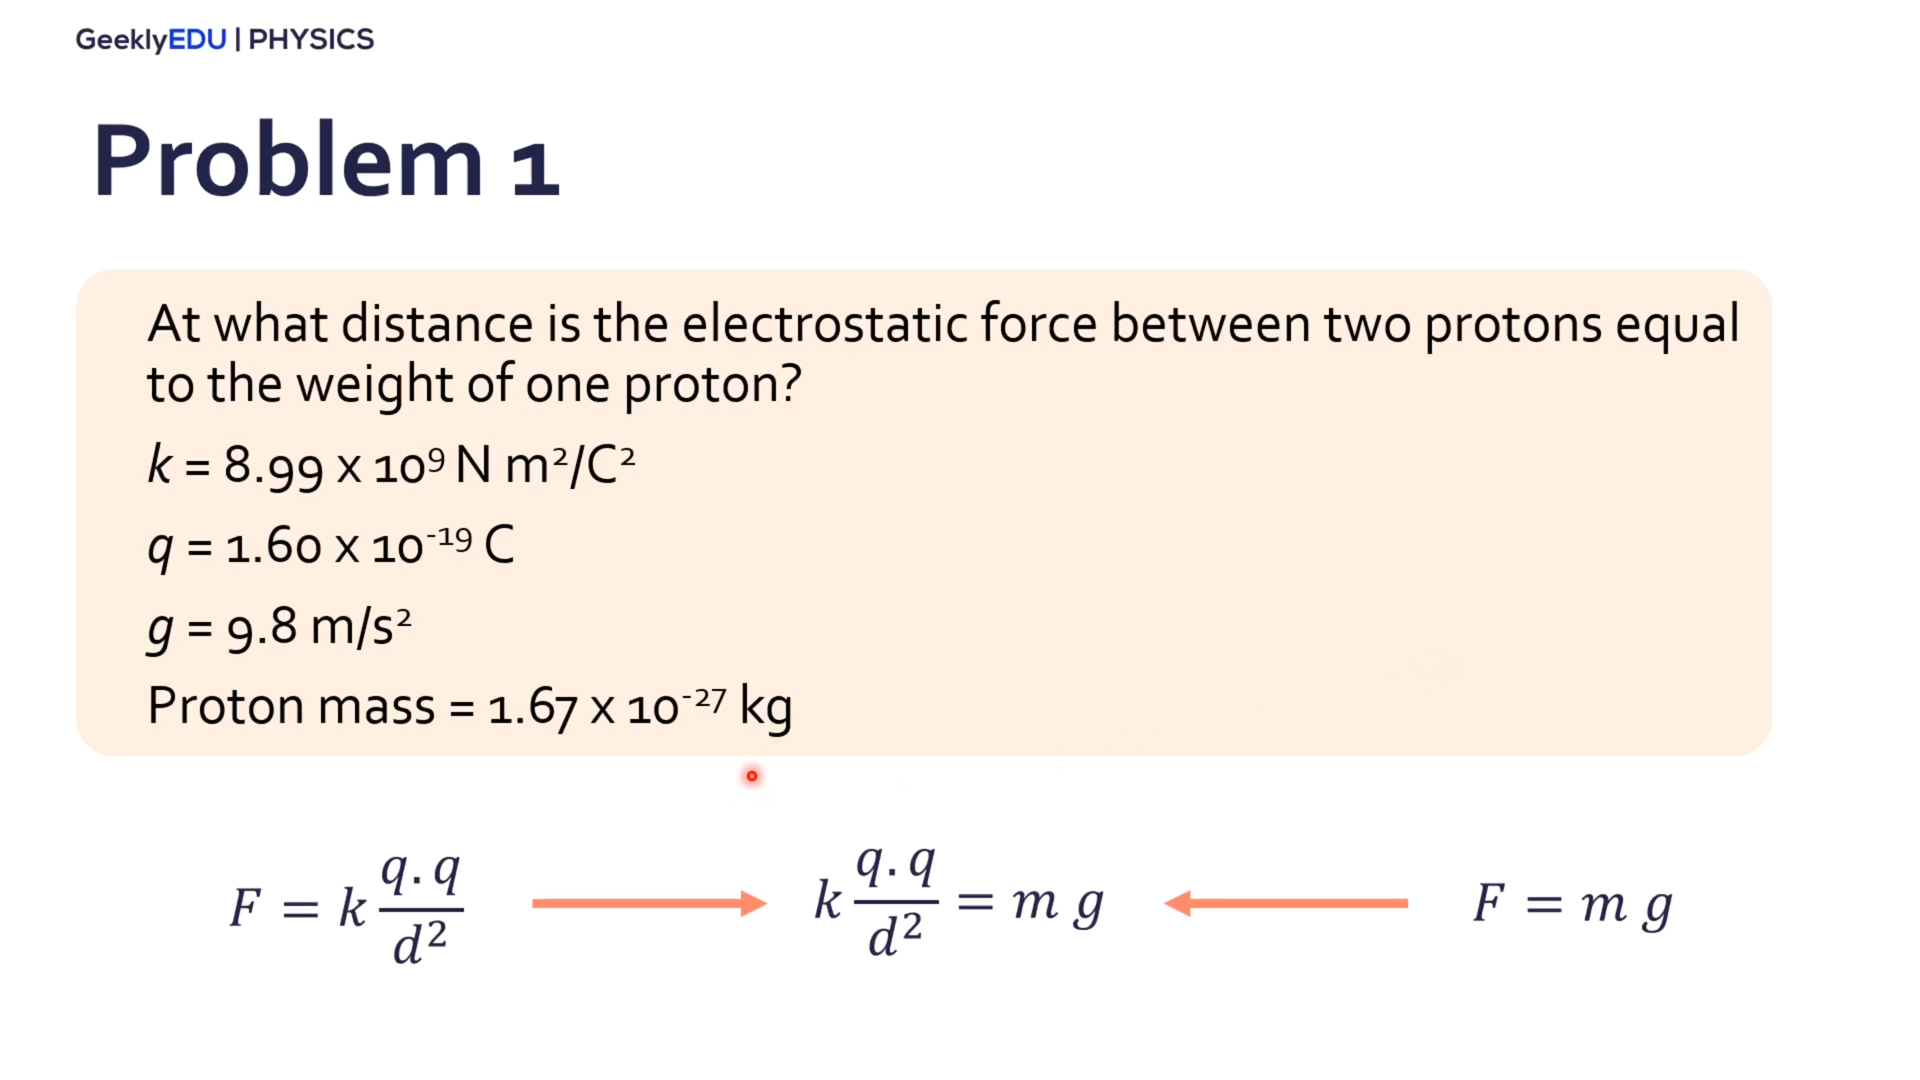 GeeklyEDU | PHYSICS
Problem 1
At what distance is the electrostatic force between two protons equal
to the weight of one proton?
k = 8.99 x 10⁹ N m²/C²
q = 1.60 x 10⁻¹⁹ C
g = 9.8 m/s²
Proton mass = 1.67 x 10⁻²⁷ kg
F = k q.q/d² k q.q/d² = m g F = m g